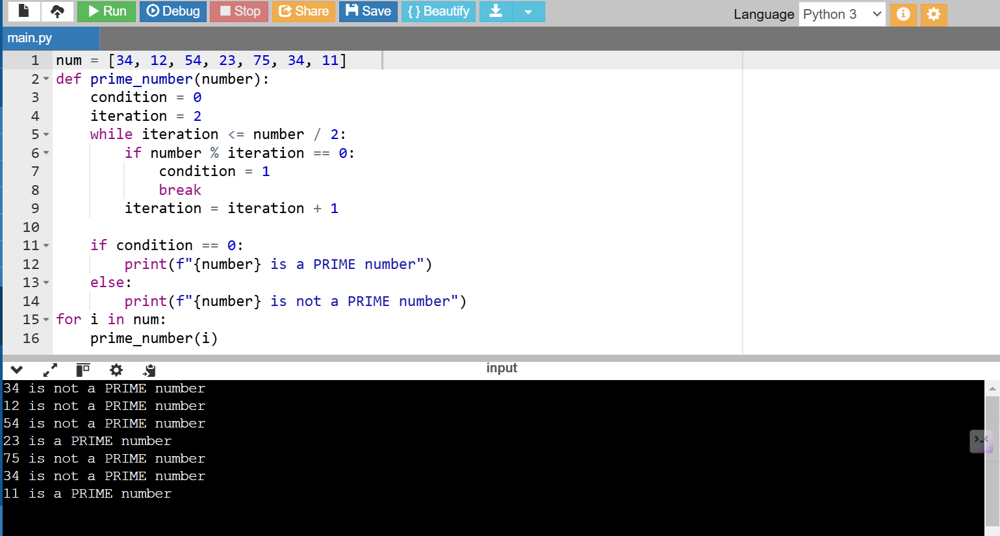 Run Debug Stop Share Save { } Beautify Language Python 3
main.py
1 num = [34, 12, 54, 23, 75, 34, 11]
2 def prime_number(number):
3     condition = 0
4     iteration = 2
5     while iteration <= number / 2:
6         if number % iteration == 0:
7             condition = 1
8             break
9         iteration = iteration + 1
10
11     if condition == 0:
12         print(f"{number} is a PRIME number")
13     else:
14         print(f"{number} is not a PRIME number")
15 for i in num:
16     prime_number(i)
input
34 is not a PRIME number
12 is not a PRIME number
54 is not a PRIME number
23 is a PRIME number
75 is not a PRIME number
34 is not a PRIME number
11 is a PRIME number